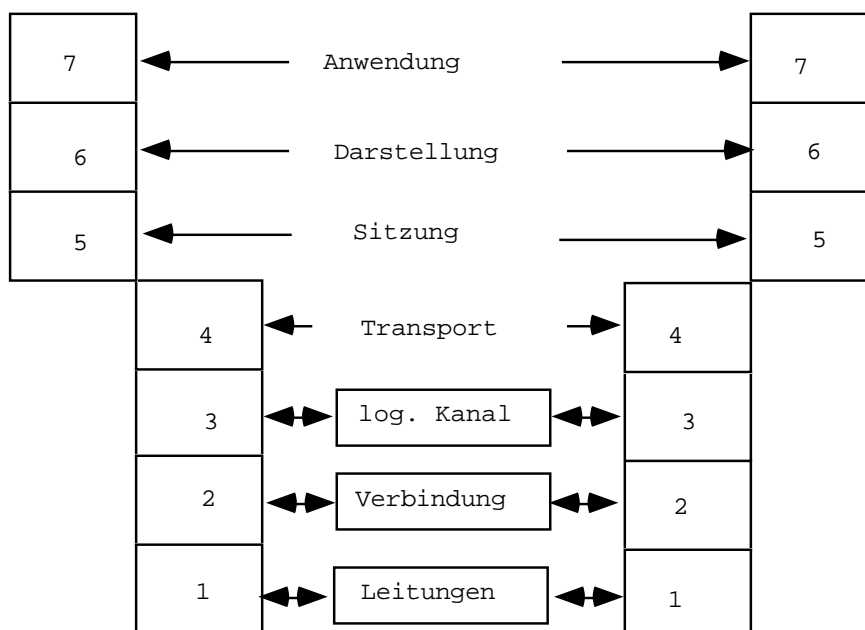 7 Anwendung 7
6 Darstellung 6
5 Sitzung 5
4 Transport 4
3 log. Kanal 3
2 Verbindung 2
1 Leitungen 1